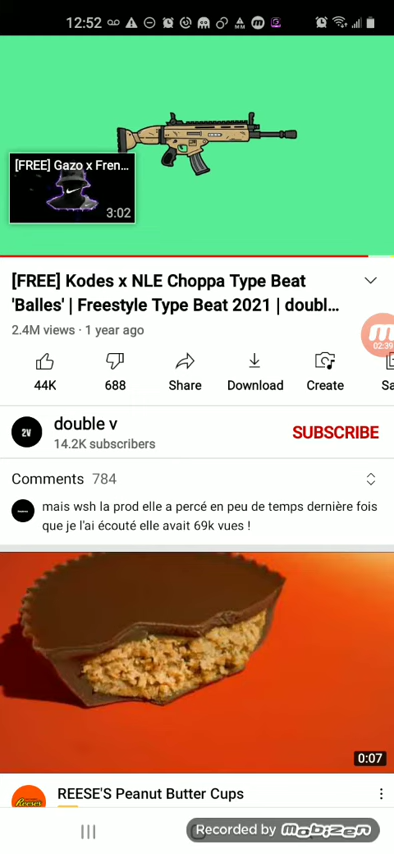 12:52
[FREE] Gazo x Fren...
3:02
[FREE] Kodes x NLE Choppa Type Beat
'Balles' | Freestyle Type Beat 2021 | doubl...
2.4M views · 1 year ago
02:39
44K
688
Share
Download
Create
Sa
2V
double v
14.2K subscribers
SUBSCRIBE
Comments 784
mais wsh la prod elle a percé en peu de temps dernière fois
que je l'ai écouté elle avait 69k vues !
0:07
Reese's
REESE'S Peanut Butter Cups
Recorded by MOBIZEN